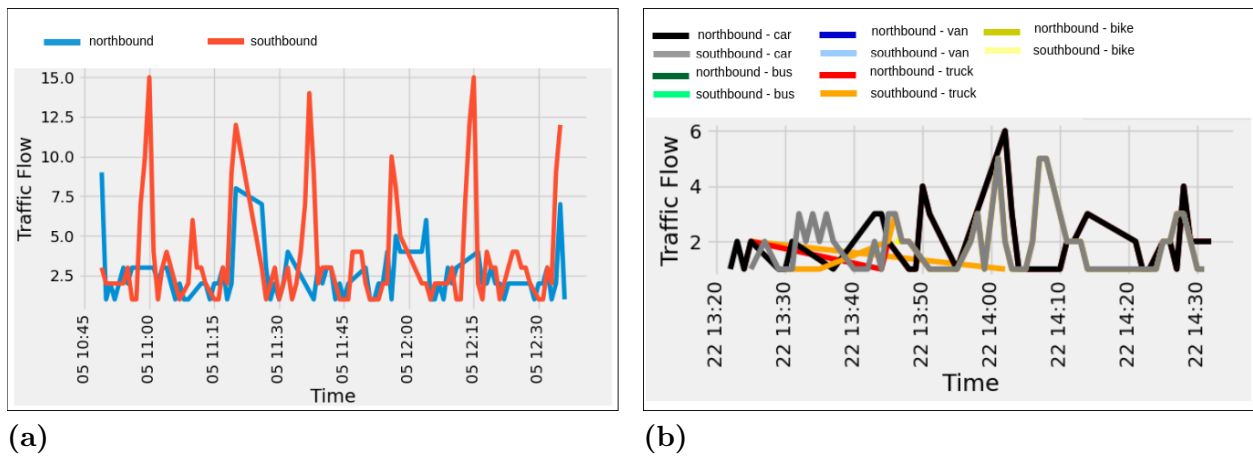 northbound southbound
15.0
12.5
10.0
7.5
5.0
2.5
Traffic Flow
05 10:45 05 11:00 05 11:15 05 11:30 05 11:45 05 12:00 05 12:15 05 12:30
Time
(a)
northbound - car northbound - van northbound - bike
southbound - car southbound - van southbound - bike
northbound - bus northbound - truck
southbound - bus southbound - truck
6
4
2
Traffic Flow
22 13:20 22 13:30 22 13:40 22 13:50 22 14:00 22 14:10 22 14:20 22 14:30
Time
(b)